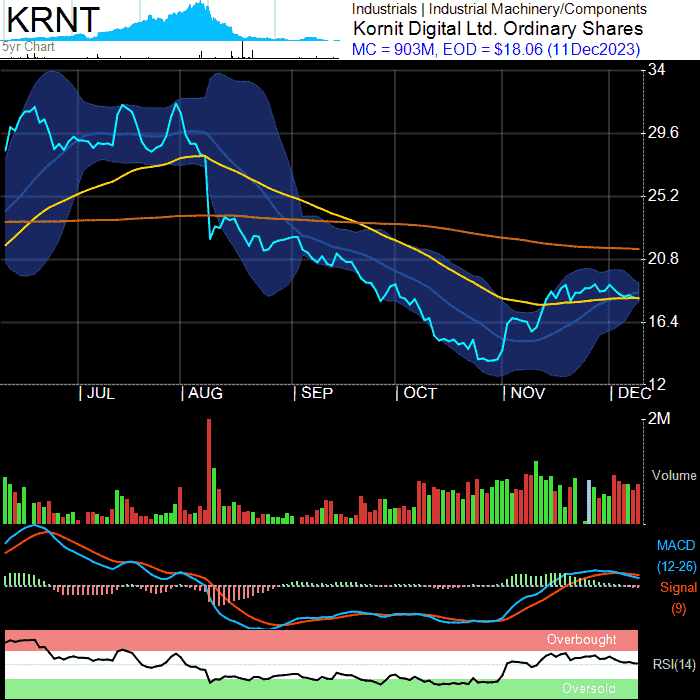 KRNT
5yr Chart
Industrials | Industrial Machinery/Components
Kornit Digital Ltd. Ordinary Shares
MC = 903M, EOD = $18.06 (11Dec2023)
34
29.6
25.2
20.8
16.4
12
| JUL | AUG | SEP | OCT | NOV | DEC
2M
Volume
MACD
(12-26)
Signal
(9)
Overbought
RSI(14)
Oversold